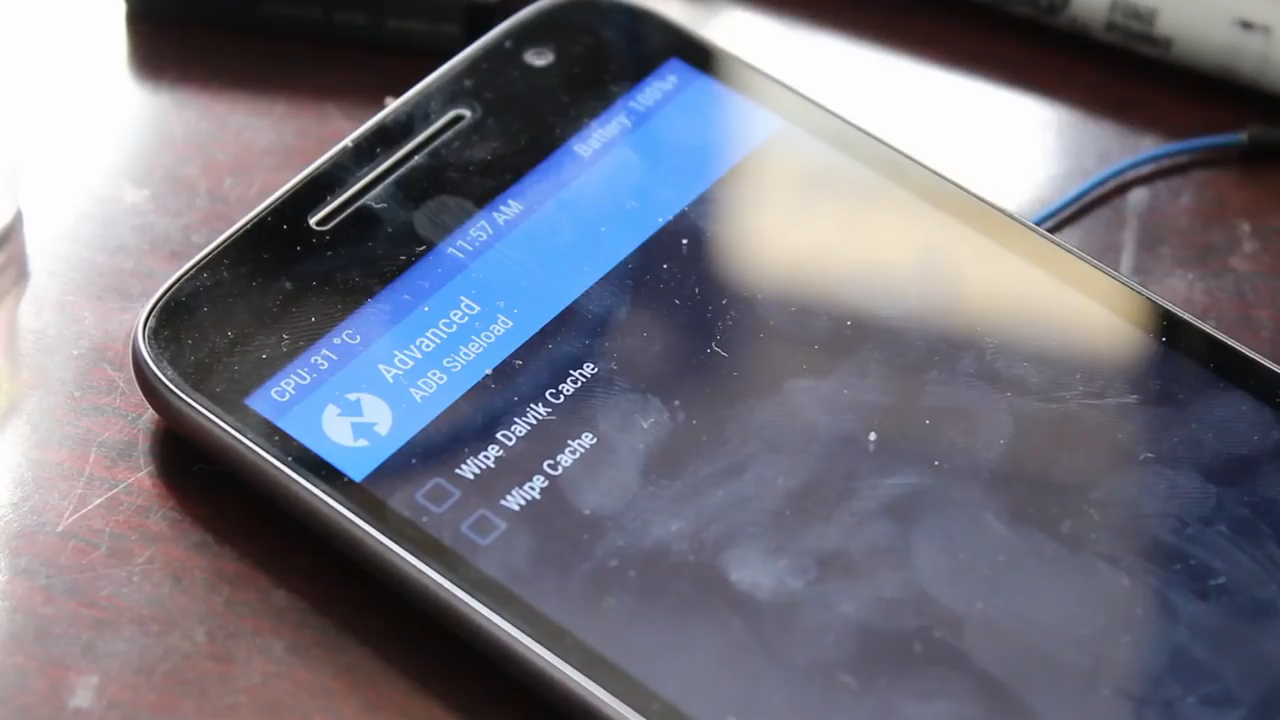 CPU: 31 °C 11:57 AM Battery: 100%+
Advanced
ADB Sideload
Wipe Dalvik Cache
Wipe Cache